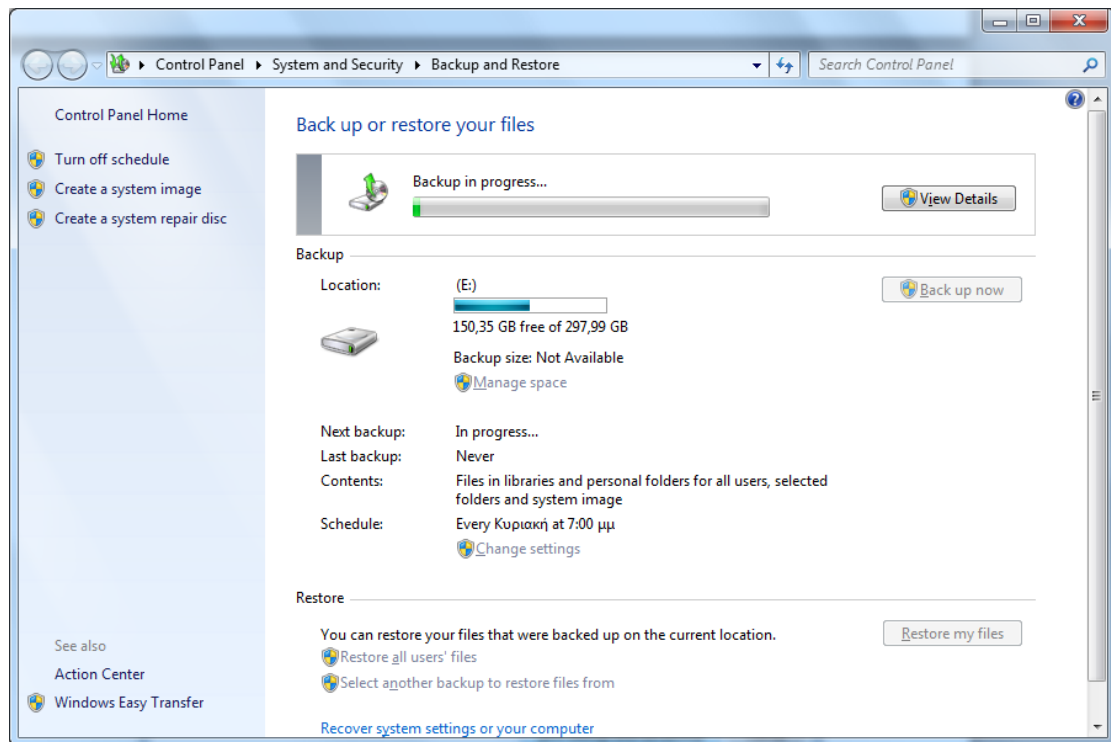 Control Panel ▸ System and Security ▸ Backup and Restore
Search Control Panel
Control Panel Home
Turn off schedule
Create a system image
Create a system repair disc
See also
Action Center
Windows Easy Transfer
Back up or restore your files
Backup in progress...
View Details
Backup
Location:
(E:)
Back up now
150,35 GB free of 297,99 GB
Backup size: Not Available
Manage space
Next backup: In progress...
Last backup: Never
Contents: Files in libraries and personal folders for all users, selected
folders and system image
Schedule: Every Κυριακή at 7:00 μμ
Change settings
Restore
You can restore your files that were backed up on the current location.
Restore my files
Restore all users' files
Select another backup to restore files from
Recover system settings or your computer